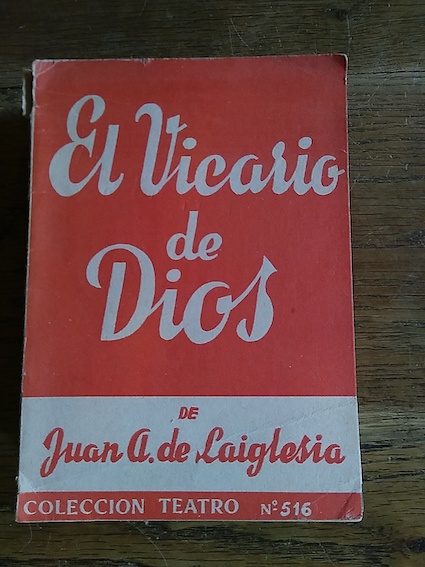 El Vicario
de
Dios
DE
Juan A. de Laiglesia
COLECCION TEATRO Nº 516